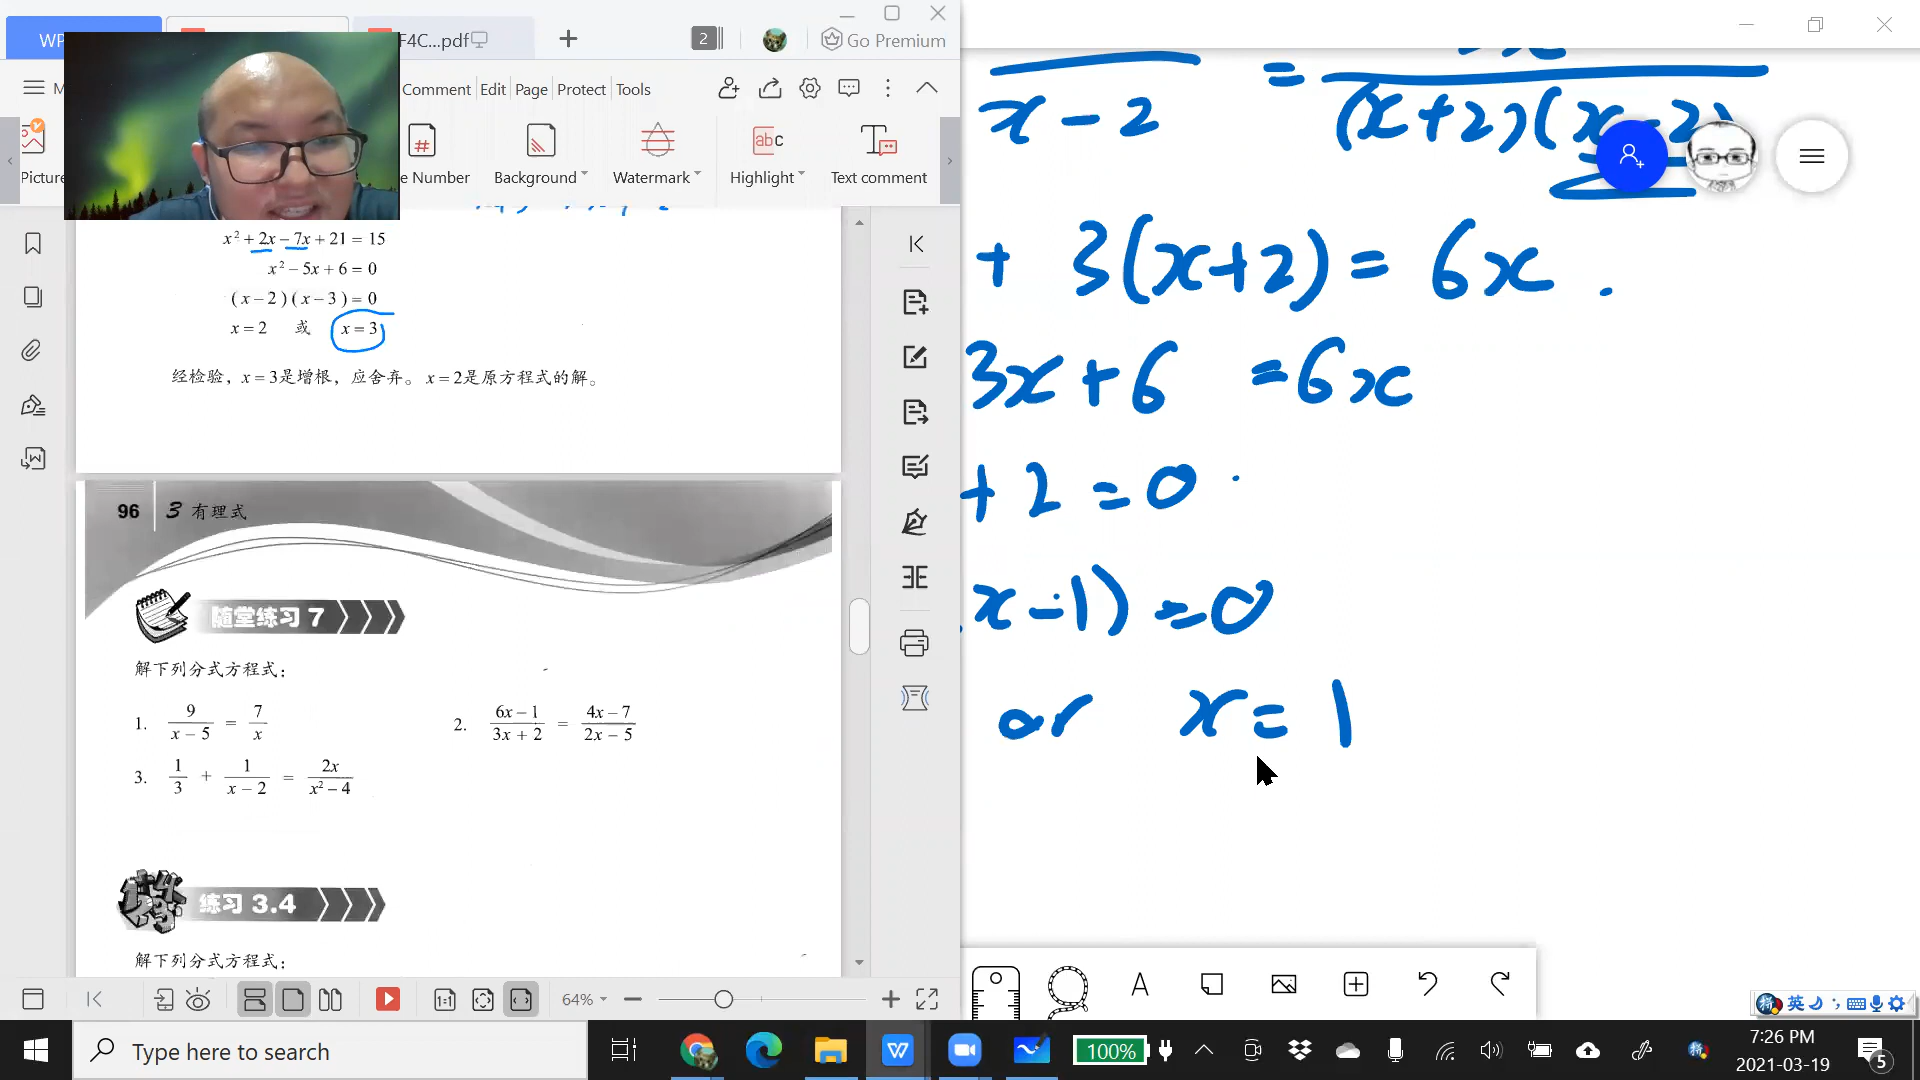 WP
F4C...pdf
2
Go Premium
M
Comment Edit Page Protect Tools
Picture
e Number
Background
Watermark
abc
Highlight
Text comment
x² + 2x − 7x + 21 = 15
x² − 5x + 6 = 0
(x − 2)(x − 3) = 0
x = 2 或 x = 3
经检验，x = 3是增根，应舍弃。x = 2是原方程式的解。
96 3 有理式
随堂练习 7
解下列分式方程式：
1. 9/(x − 5) = 7/x
2. (6x − 1)/(3x + 2) = (4x − 7)/(2x − 5)
3. 1/3 + 1/(x − 2) = 2x/(x² − 4)
练习 3.4
解下列分式方程式：
64%
x − 2 = (x+2)(x−2)
+ 3(x+2) = 6x .
3x + 6 = 6x
+ 2 = 0
x − 1) = 0
or x = 1
A
英
Type here to search
100%
7:26 PM
2021-03-19
5